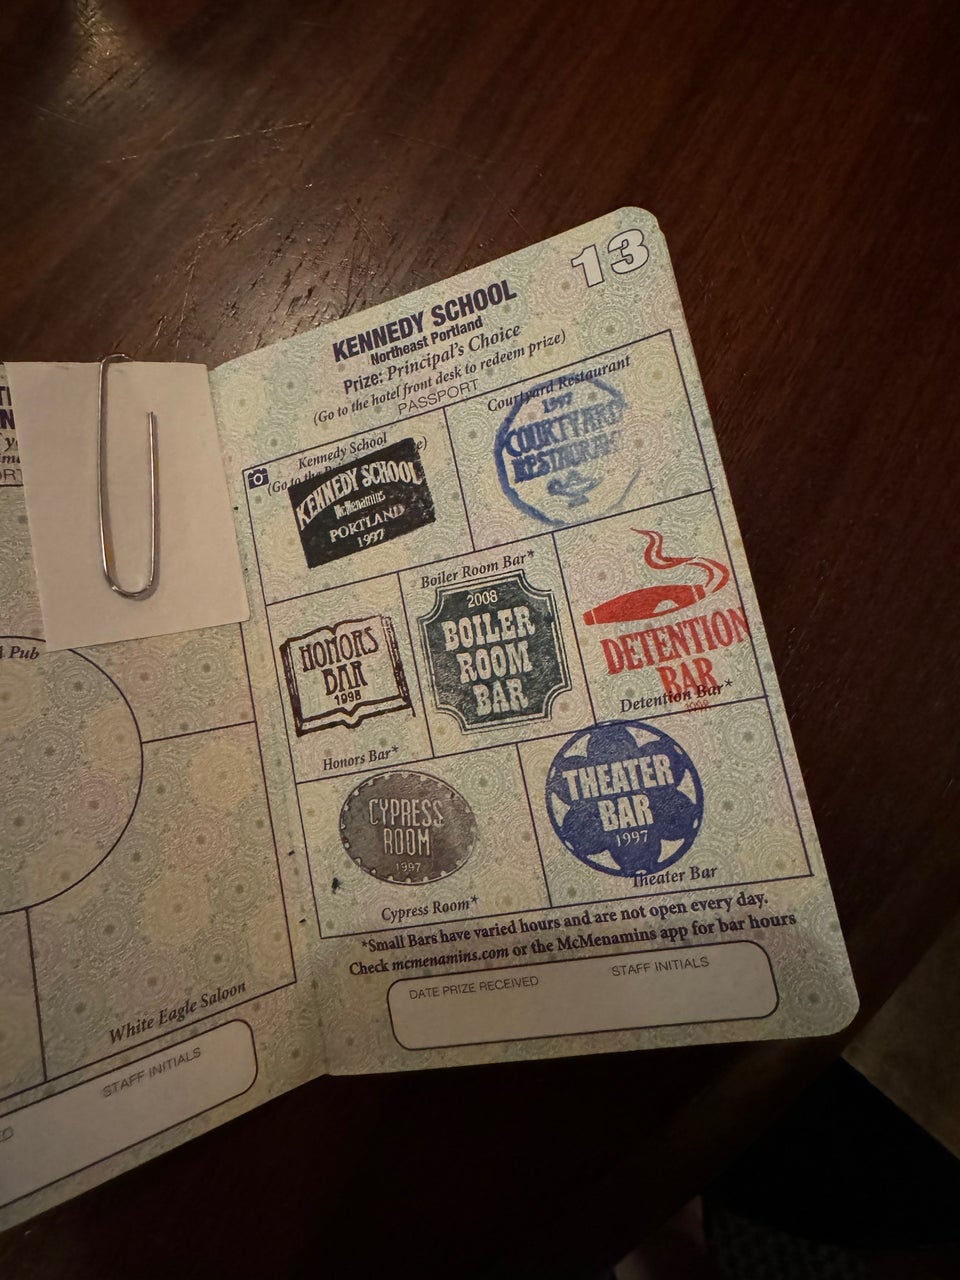 13
KENNEDY SCHOOL
Northeast Portland
Prize: Principal's Choice
(Go to the hotel front desk to redeem prize)
PASSPORT
Kennedy School
(Go to the
KENNEDY SCHOOL
McMenamins
PORTLAND
1997
Courtyard Restaurant
1997
COURTYARD
RESTAURANT
HONORS
BAR
1998
Honors Bar*
Boiler Room Bar*
2008
BOILER
ROOM
BAR
DETENTION
BAR
Detention Bar*
1998
CYPRESS
ROOM
1997
Cypress Room*
THEATER
BAR
1997
Theater Bar
*Small Bars have varied hours and are not open every day.
Check mcmenamins.com or the McMenamins app for bar hours
DATE PRIZE RECEIVED
STAFF INITIALS
Pub
White Eagle Saloon
STAFF INITIALS